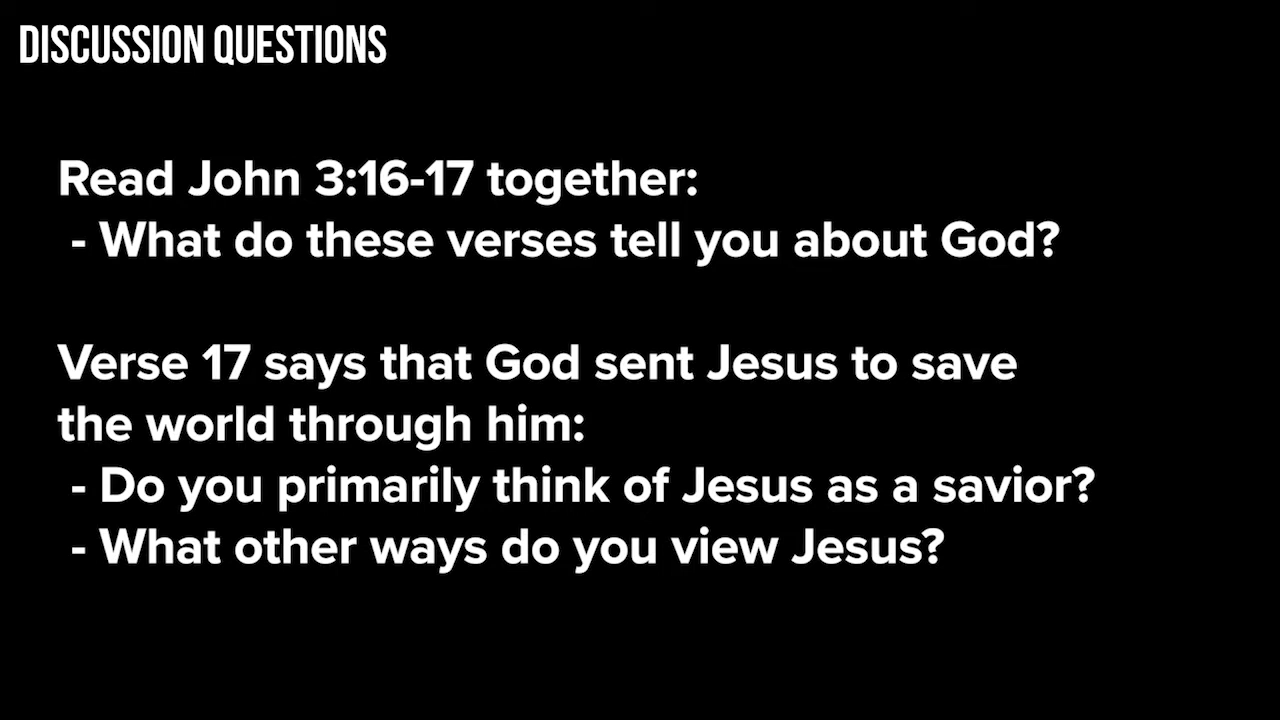 DISCUSSION QUESTIONS
Read John 3:16-17 together:
- What do these verses tell you about God?
Verse 17 says that God sent Jesus to save
the world through him:
- Do you primarily think of Jesus as a savior?
- What other ways do you view Jesus?